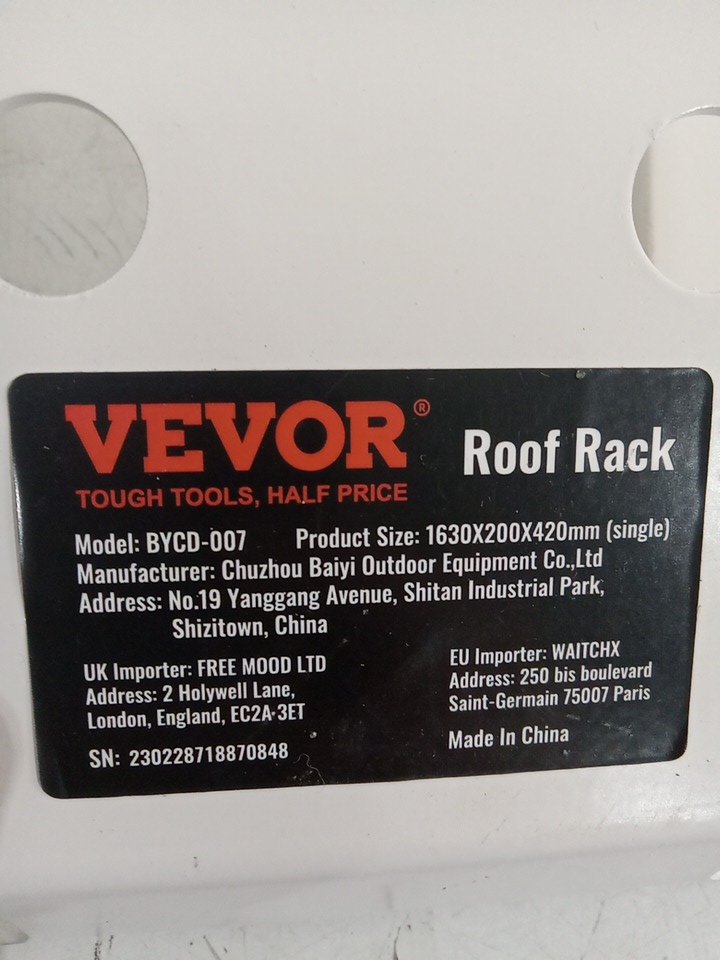 VEVOR®
TOUGH TOOLS, HALF PRICE
Roof Rack
Model: BYCD-007 Product Size: 1630X200X420mm (single)
Manufacturer: Chuzhou Baiyi Outdoor Equipment Co.,Ltd
Address: No.19 Yanggang Avenue, Shitan Industrial Park,
Shizitown, China
UK Importer: FREE MOOD LTD
Address: 2 Holywell Lane,
London, England, EC2A-3ET
SN: 230228718870848
EU Importer: WAITCHX
Address: 250 bis boulevard
Saint-Germain 75007 Paris
Made In China